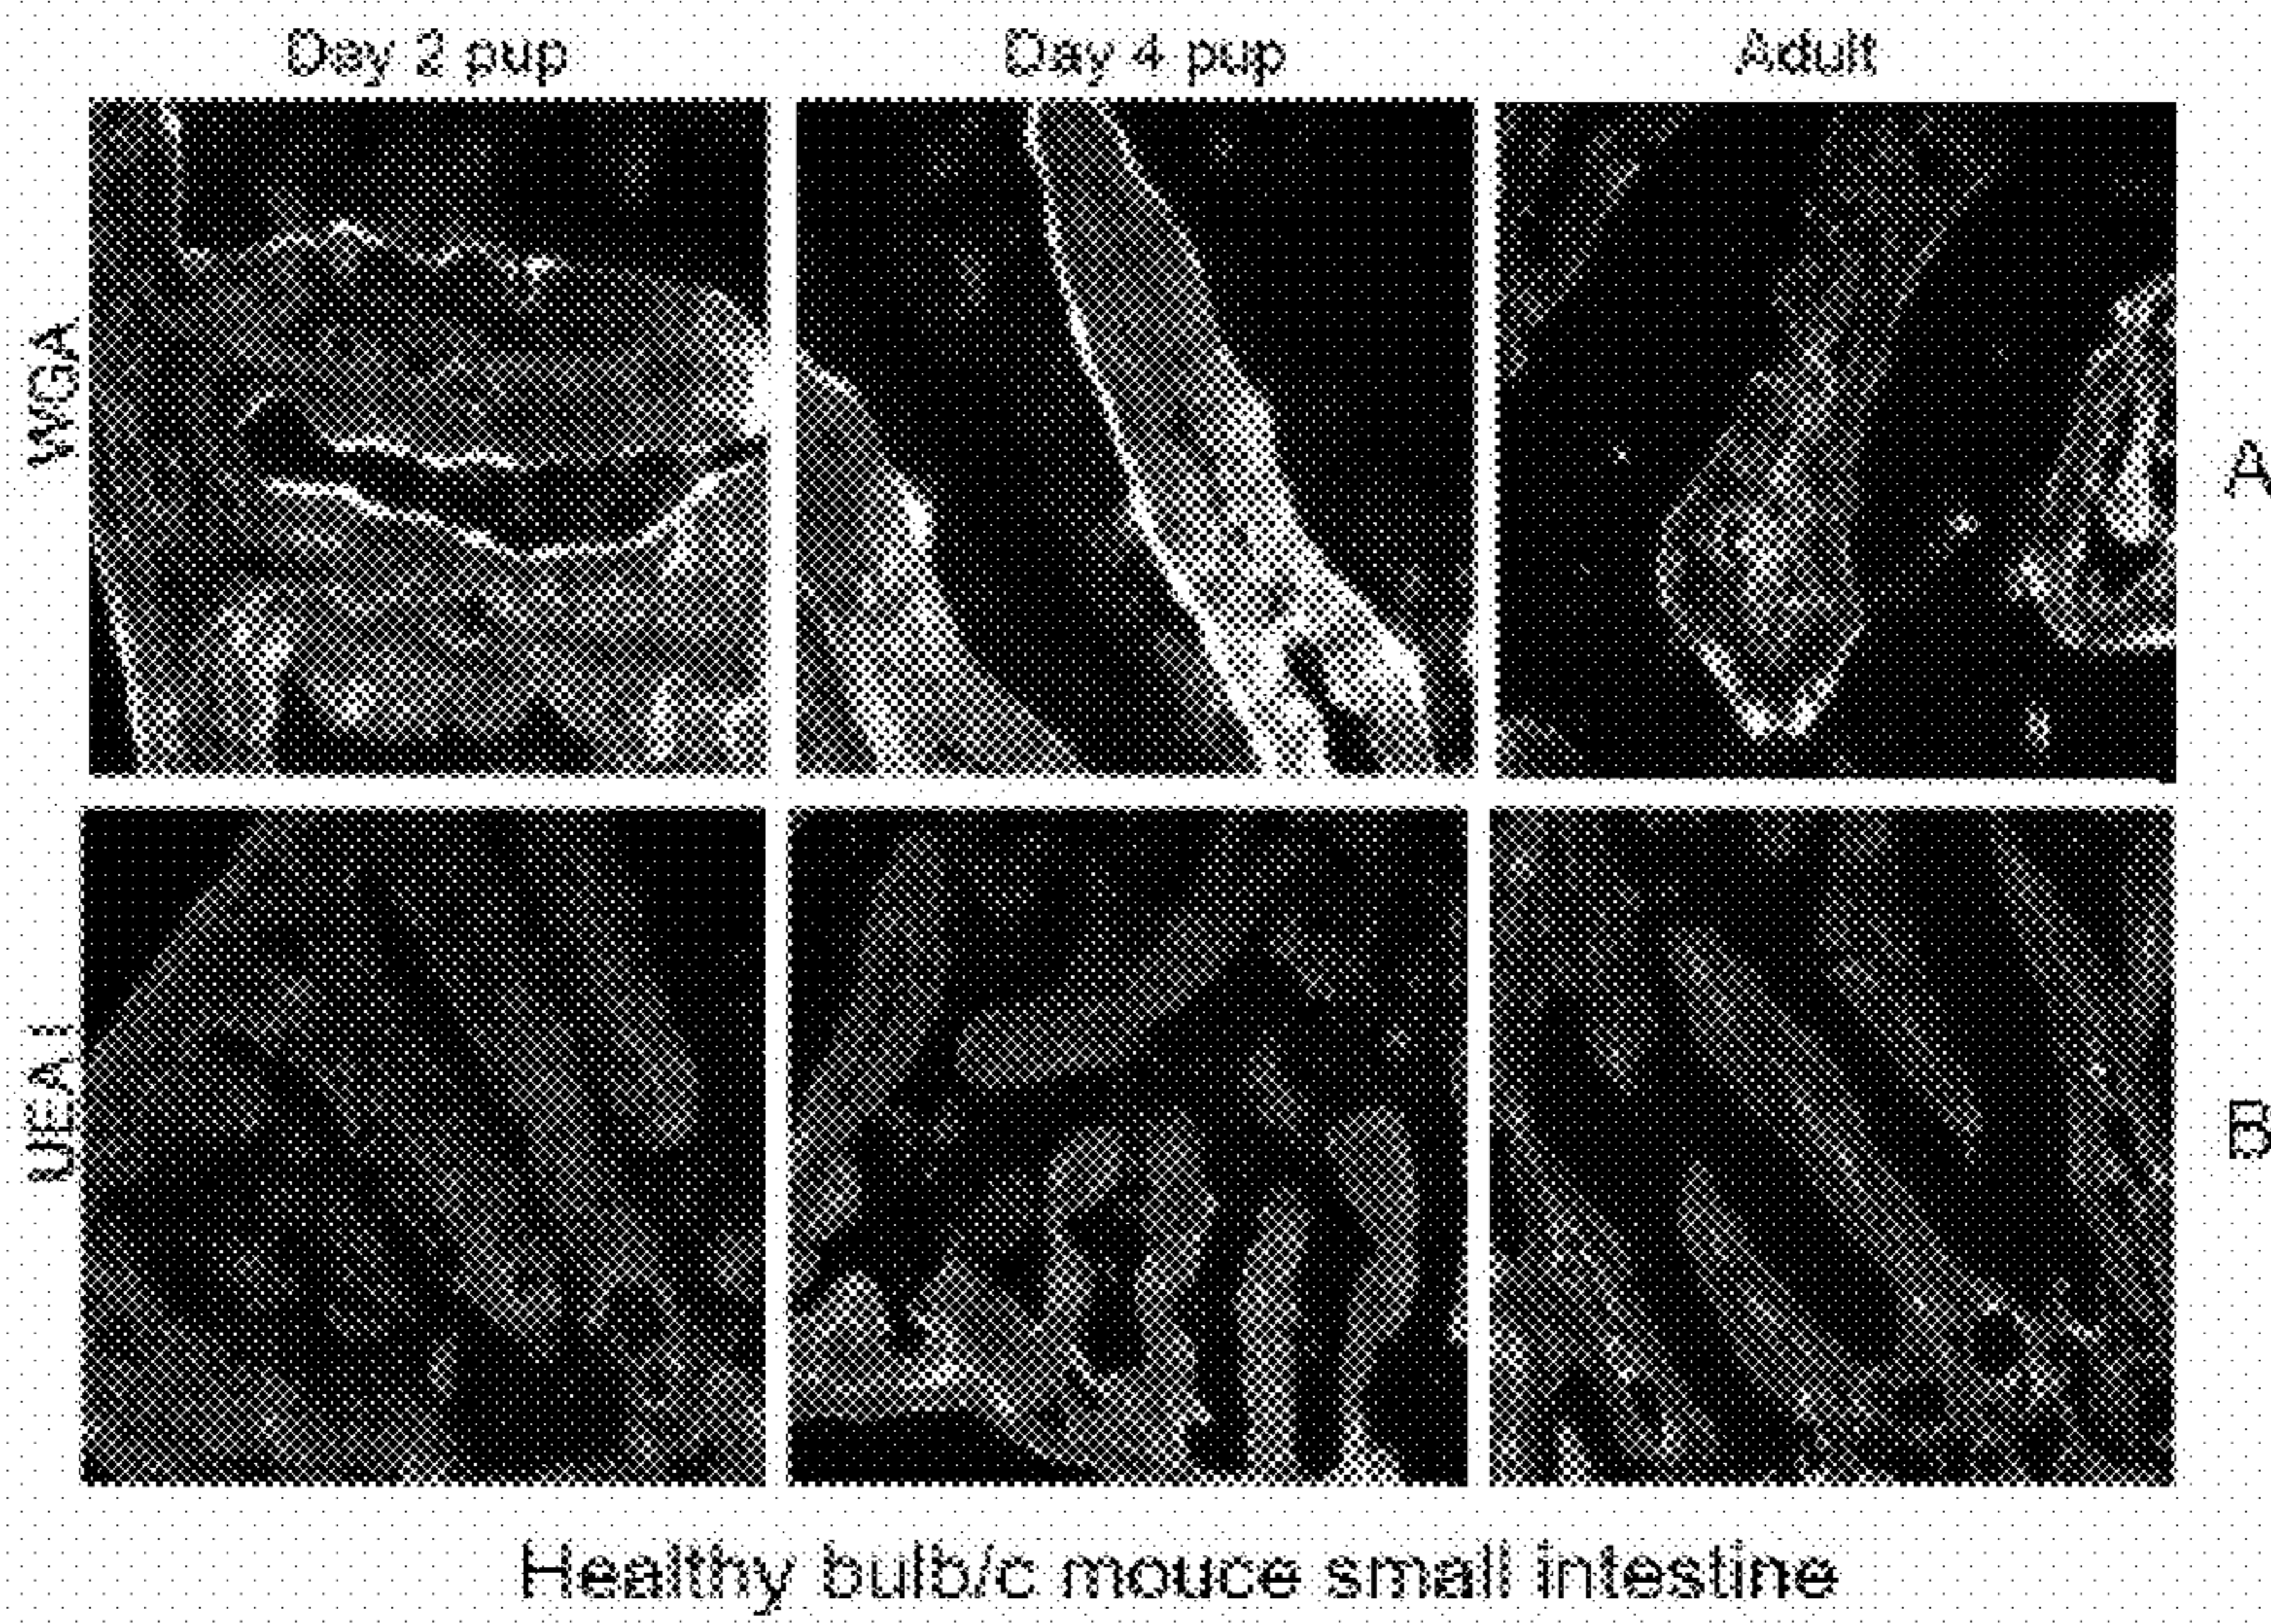 Day 2 pup
Day 4 pup
Adult
WGA
A
UEA I
B
Healthy bulb/c mouce small intestine